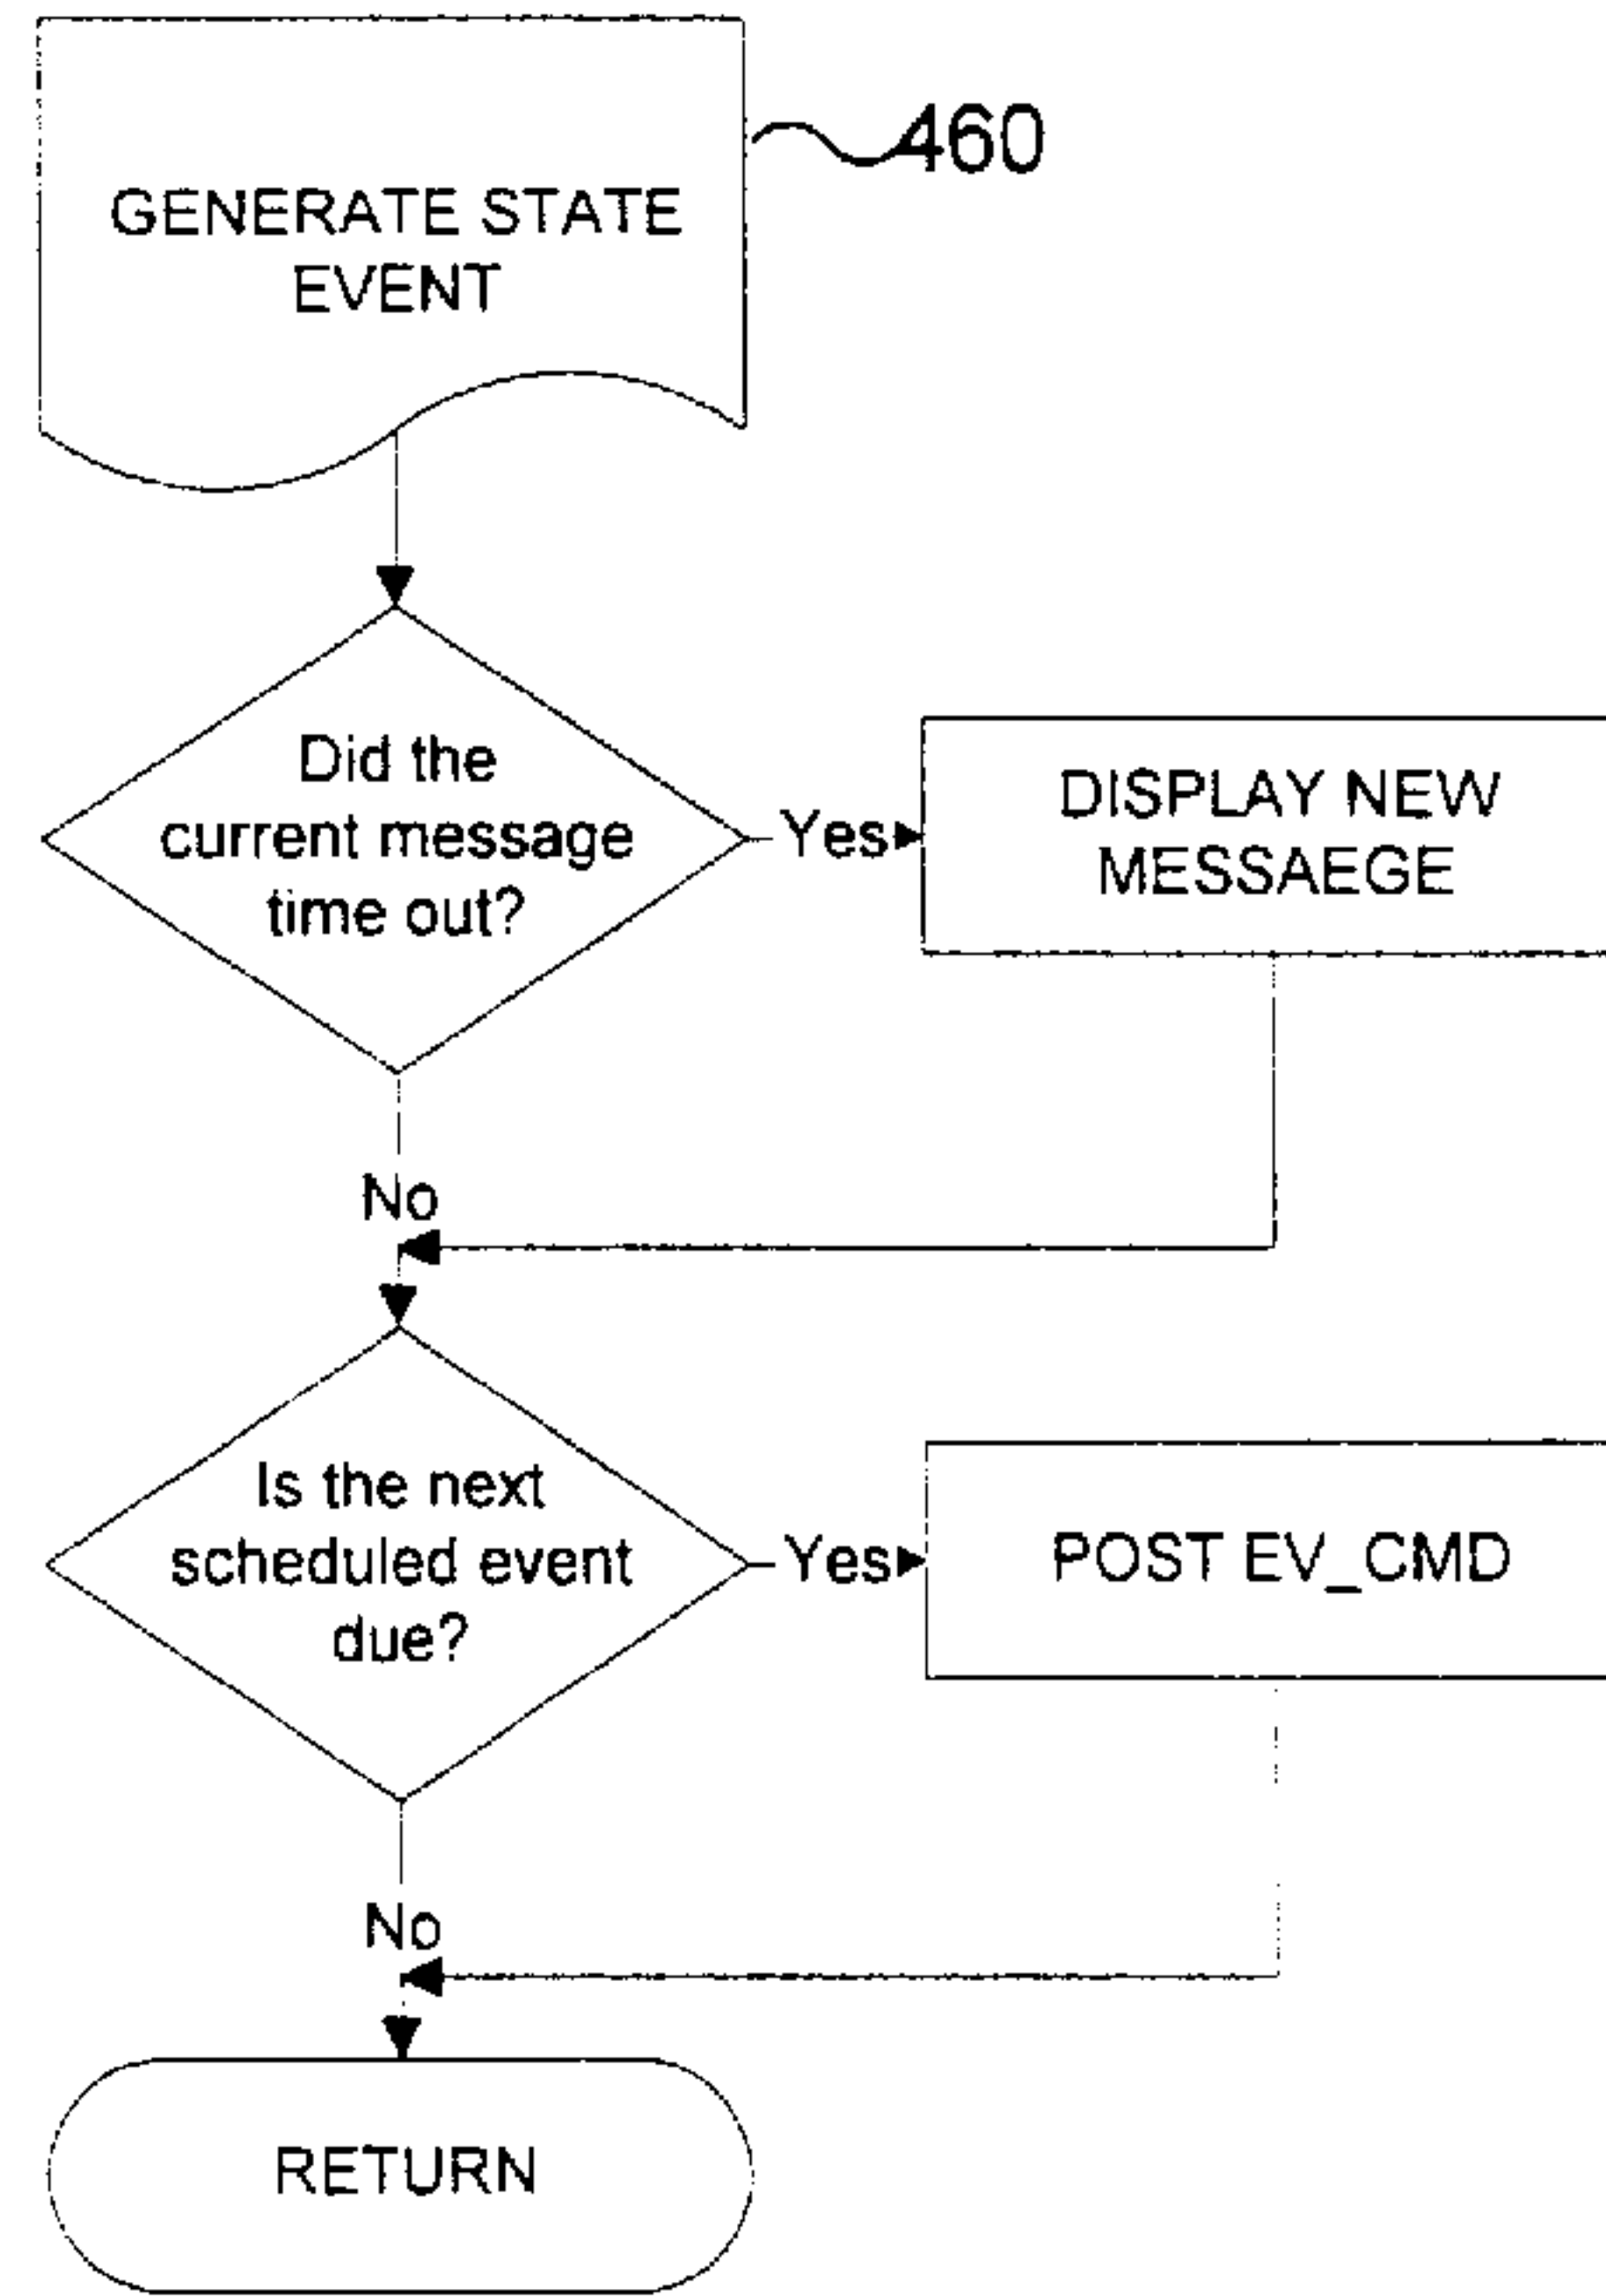 460
GENERATE STATE
EVENT
Did the
current message
time out?
Yes
DISPLAY NEW
MESSAEGE
No
Is the next
scheduled event
due?
Yes
POST EV_CMD
No
RETURN